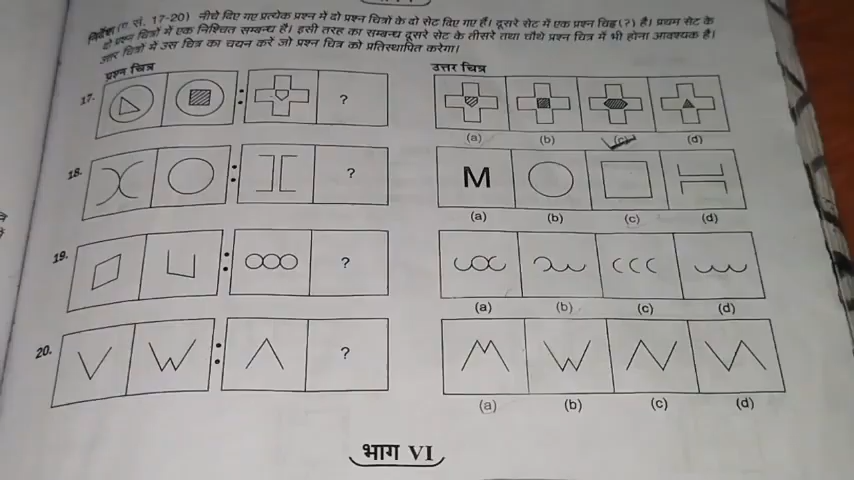 निर्देश (प्र. सं. 17-20) नीचे दिए गए प्रत्येक प्रश्न में दो प्रश्न चित्रों के दो सेट दिए गए हैं। दूसरे सेट में एक प्रश्न चिह्न (?) है। प्रथम सेट के
दो प्रश्न चित्रों में एक निश्चित सम्बन्ध है। इसी तरह का सम्बन्ध दूसरे सेट के तीसरे तथा चौथे प्रश्न चित्र में भी होना आवश्यक है।
उत्तर चित्रों में उस चित्र का चयन करें जो प्रश्न चित्र को प्रतिस्थापित करेगा।
प्रश्न चित्र उत्तर चित्र
17. : ?
(a) (b) (c) (d)
18. : ? M
(a) (b) (c) (d)
19. : ?
(a) (b) (c) (d)
20. : ?
(a) (b) (c) (d)
भाग VI